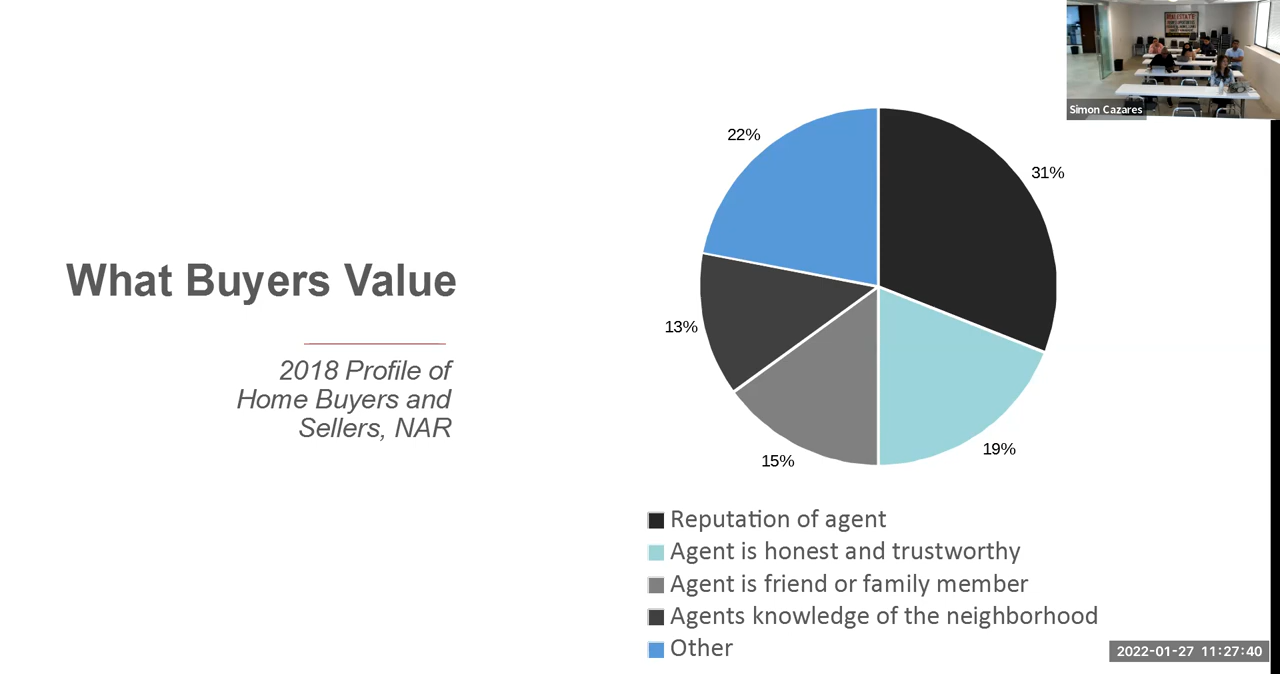 What Buyers Value
2018 Profile of
Home Buyers and
Sellers, NAR
22%
31%
13%
15%
19%
Reputation of agent
Agent is honest and trustworthy
Agent is friend or family member
Agents knowledge of the neighborhood
Other
REAL ESTATE
Simon Cazares
2022-01-27 11:27:40